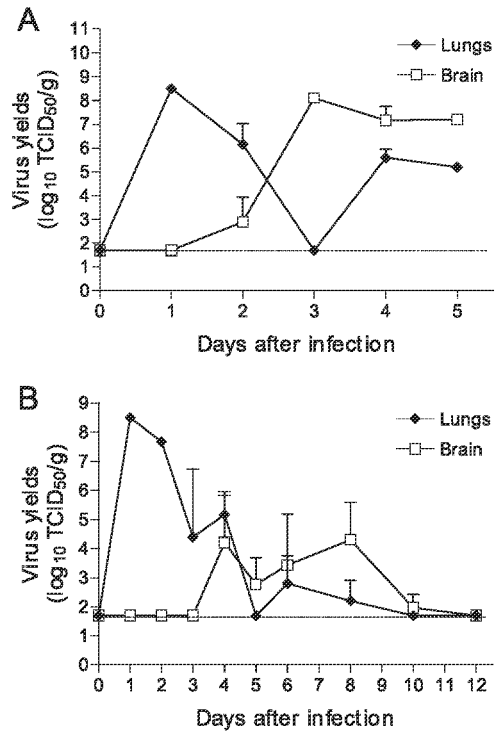 A
Virus yields
(log10 TCID50/g)
11
10
9
8
7
6
5
4
3
2
1
0
0 1 2 3 4 5
Days after infection
Lungs
Brain
B
Virus yields
(log10 TCID50/g)
9
8
7
6
5
4
3
2
1
0
0 1 2 3 4 5 6 7 8 9 10 11 12
Days after infection
Lungs
Brain